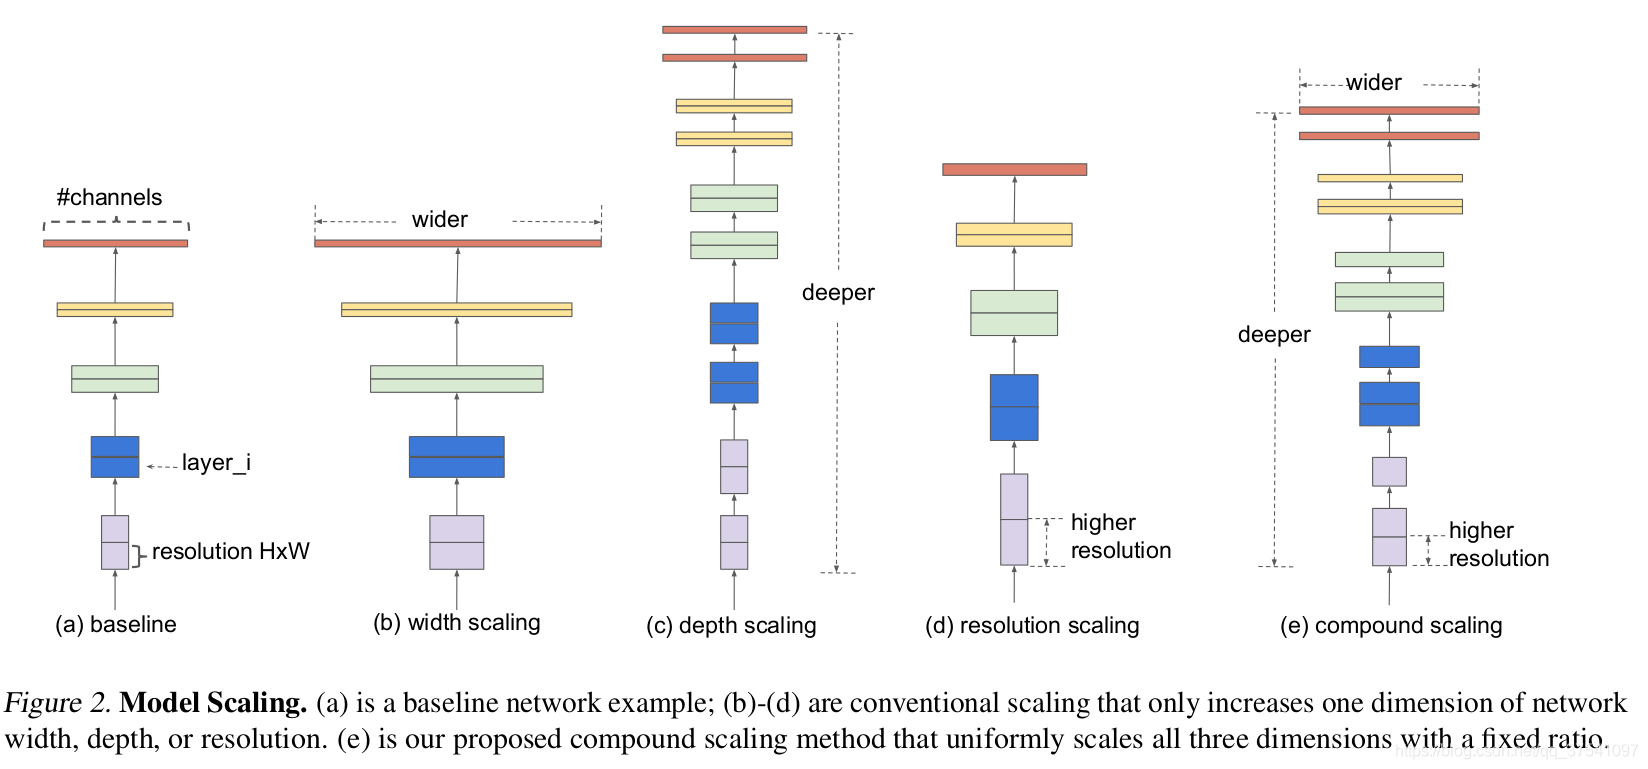 #channels
wider
wider
deeper
deeper
layer_i
resolution HxW
higher
resolution
higher
resolution
(a) baseline
(b) width scaling
(c) depth scaling
(d) resolution scaling
(e) compound scaling
Figure 2. Model Scaling. (a) is a baseline network example; (b)-(d) are conventional scaling that only increases one dimension of network
width, depth, or resolution. (e) is our proposed compound scaling method that uniformly scales all three dimensions with a fixed ratio.
https://blog.csdn.net/qq_37541097